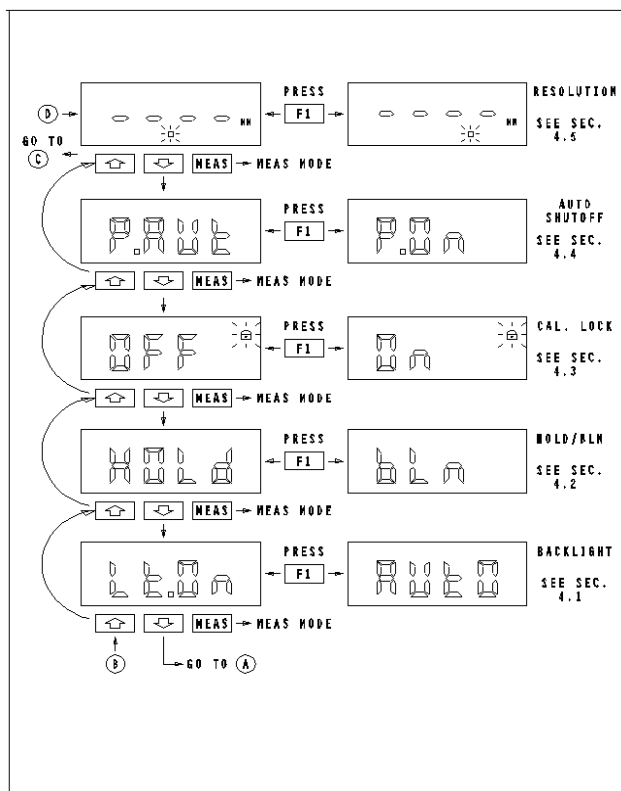 PRESS
RESOLUTION
D
F1
MM
MM
SEE SEC.
4.5
GO TO
C
MEAS
MEAS MODE
PRESS
AUTO
SHUTOFF
P.AUt
F1
P.On
SEE SEC.
4.4
MEAS
MEAS MODE
PRESS
CAL. LOCK
OFF
F1
On
SEE SEC.
4.3
MEAS
MEAS MODE
PRESS
HOLD/BLN
HOLd
F1
bLn
SEE SEC.
4.2
MEAS
MEAS MODE
PRESS
BACKLIGHT
Lt.On
F1
AUtO
SEE SEC.
4.1
MEAS
MEAS MODE
B
GO TO A